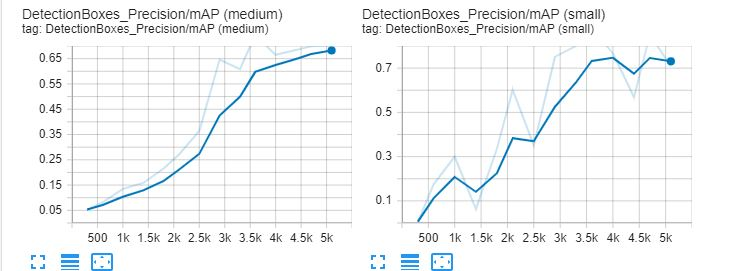 DetectionBoxes_Precision/mAP (medium)
tag: DetectionBoxes_Precision/mAP (medium)
0.65
0.55
0.45
0.35
0.25
0.15
0.05
500 1k 1.5k 2k 2.5k 3k 3.5k 4k 4.5k 5k
DetectionBoxes_Precision/mAP (small)
tag: DetectionBoxes_Precision/mAP (small)
0.7
0.5
0.3
0.1
500 1k 1.5k 2k 2.5k 3k 3.5k 4k 4.5k 5k